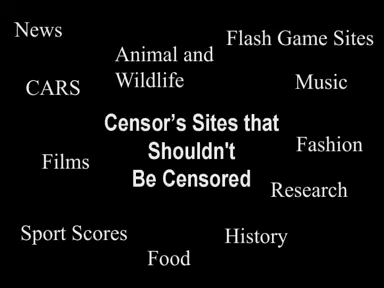 News
Flash Game Sites
Animal and
Wildlife
CARS
Music
Censor's Sites that
Shouldn't
Be Censored
Fashion
Films
Research
Sport Scores
History
Food